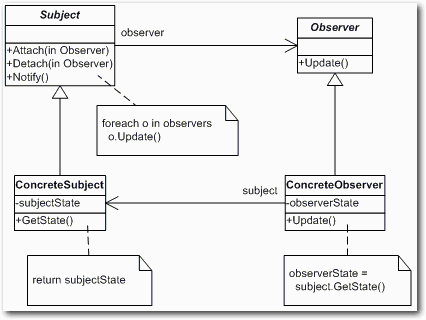 Subject
observer
Observer
+Attach(in Observer)
+Detach(in Observer)
+Notify()
+Update()
foreach o in observers
o.Update()
ConcreteSubject
-subjectState
+GetState()
subject
ConcreteObserver
-observerState
+Update()
return subjectState
observerState =
subject.GetState()